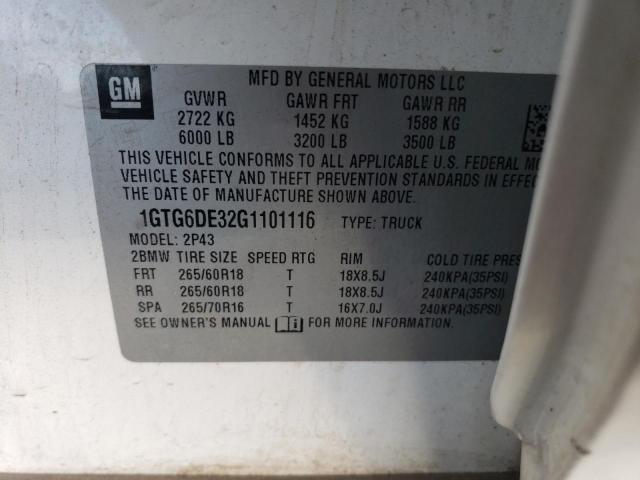 GM
MFD BY GENERAL MOTORS LLC
GVWR GAWR FRT GAWR RR
2722 KG 1452 KG 1588 KG
6000 LB 3200 LB 3500 LB
THIS VEHICLE CONFORMS TO ALL APPLICABLE U.S. FEDERAL
VEHICLE SAFETY AND THEFT PREVENTION STANDARDS IN
THE DATE OF MANUFACTURE SHOWN ABOVE.
1GTG6DE32G1101116 TYPE: TRUCK
MODEL: 2P43
2BMW TIRE SIZE SPEED RTG RIM COLD TIRE
FRT 265/60R18 T 18X8.5J 240KPA(35PSI)
RR 265/60R18 T 18X8.5J 240KPA(35PSI)
SPA 265/70R16 T 16X7.0J 240KPA(35PSI)
SEE OWNER'S MANUAL FOR MORE INFORMATION.